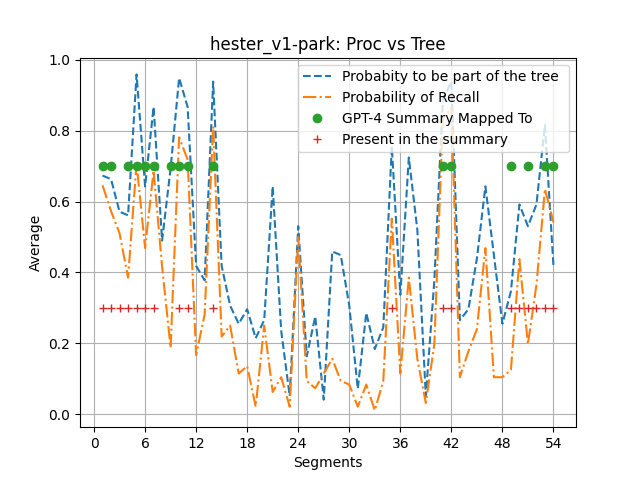 hester_v1-park: Proc vs Tree
Probabity to be part of the tree
Probability of Recall
GPT-4 Summary Mapped To
Present in the summary
Average
1.0
0.8
0.6
0.4
0.2
0.0
0 6 12 18 24 30 36 42 48 54
Segments